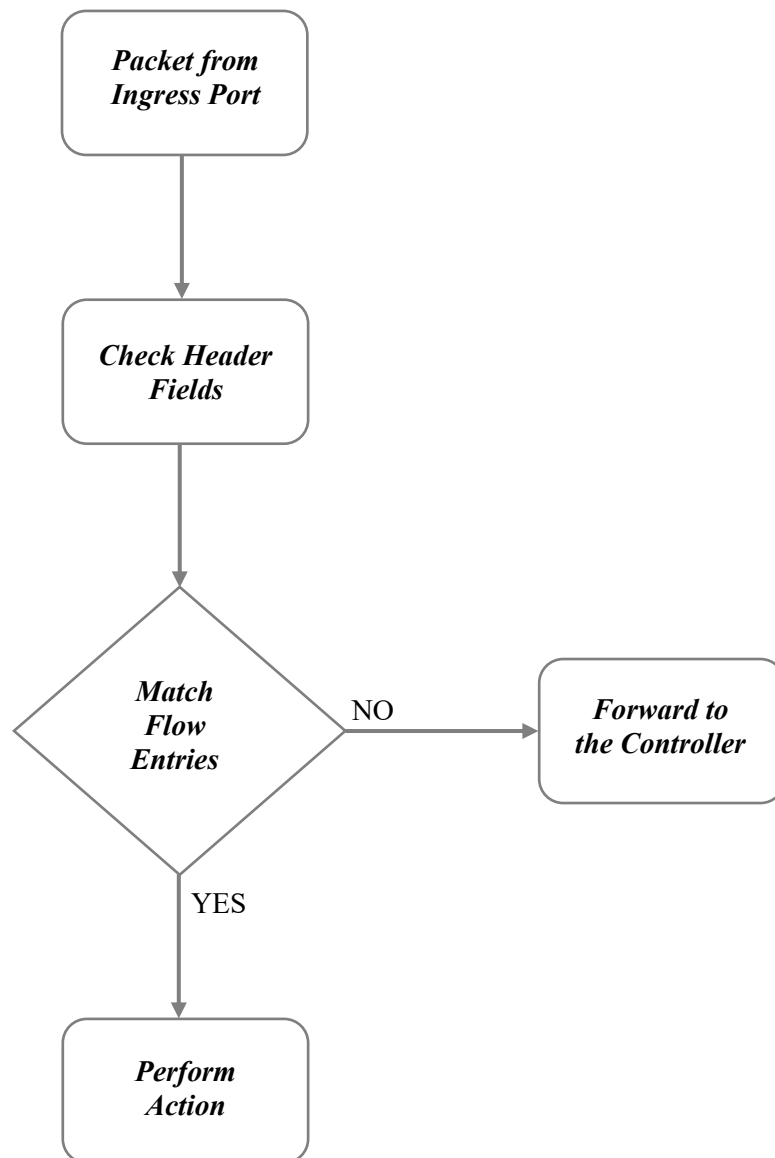 Packet from
Ingress Port
Check Header
Fields
Match
Flow
Entries
NO
Forward to
the Controller
YES
Perform
Action